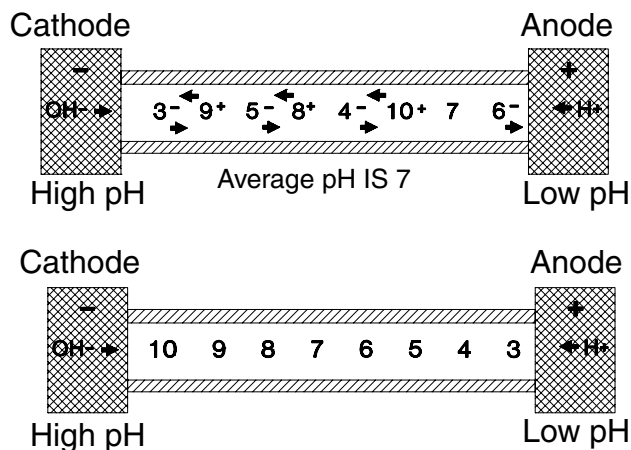 Cathode Anode
− +
OH− 3− 9+ 5− 8+ 4− 10+ 7 6− H+
High pH Average pH IS 7 Low pH
Cathode Anode
− +
OH− 10 9 8 7 6 5 4 3 H+
High pH Low pH